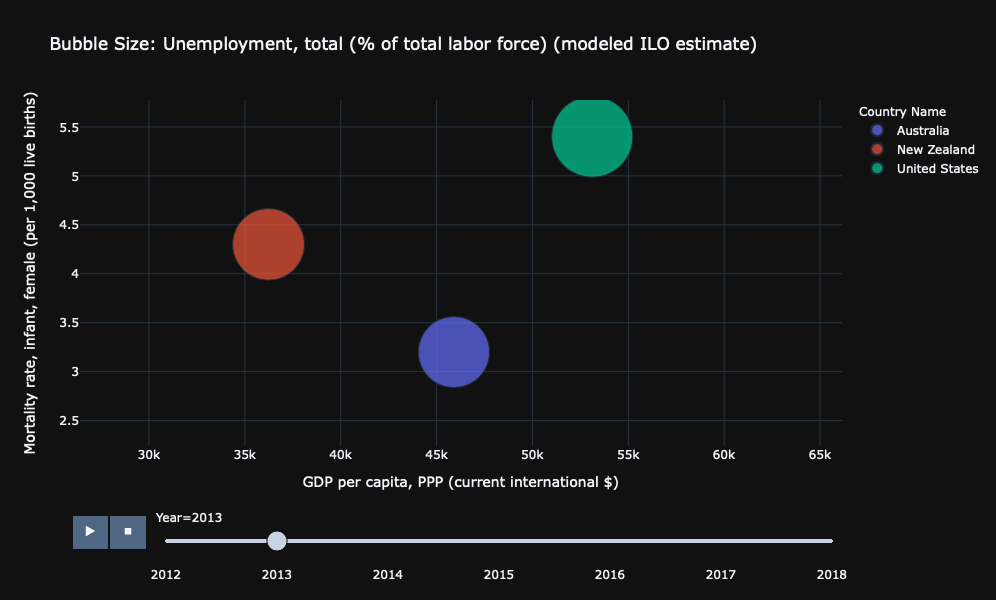 Bubble Size: Unemployment, total (% of total labor force) (modeled ILO estimate)
Mortality rate, infant, female (per 1,000 live births)
5.5
5
4.5
4
3.5
3
2.5
30k 35k 40k 45k 50k 55k 60k 65k
GDP per capita, PPP (current international $)
Country Name
Australia
New Zealand
United States
Year=2013
2012 2013 2014 2015 2016 2017 2018